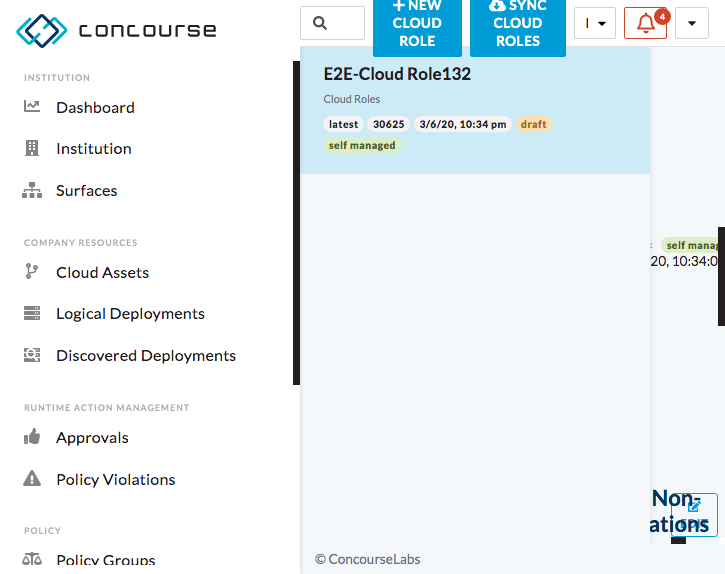 concourse
NEW
CLOUD
ROLE
SYNC
CLOUD
ROLES
4
INSTITUTION
Dashboard
Institution
Surfaces
COMPANY RESOURCES
Cloud Assets
Logical Deployments
Discovered Deployments
RUNTIME ACTION MANAGEMENT
Approvals
Policy Violations
POLICY
Policy Groups
E2E-Cloud Role132
Cloud Roles
latest 30625 3/6/20, 10:34 pm draft
self managed
self manag
20, 10:34:0
Non-
ations
© ConcourseLabs